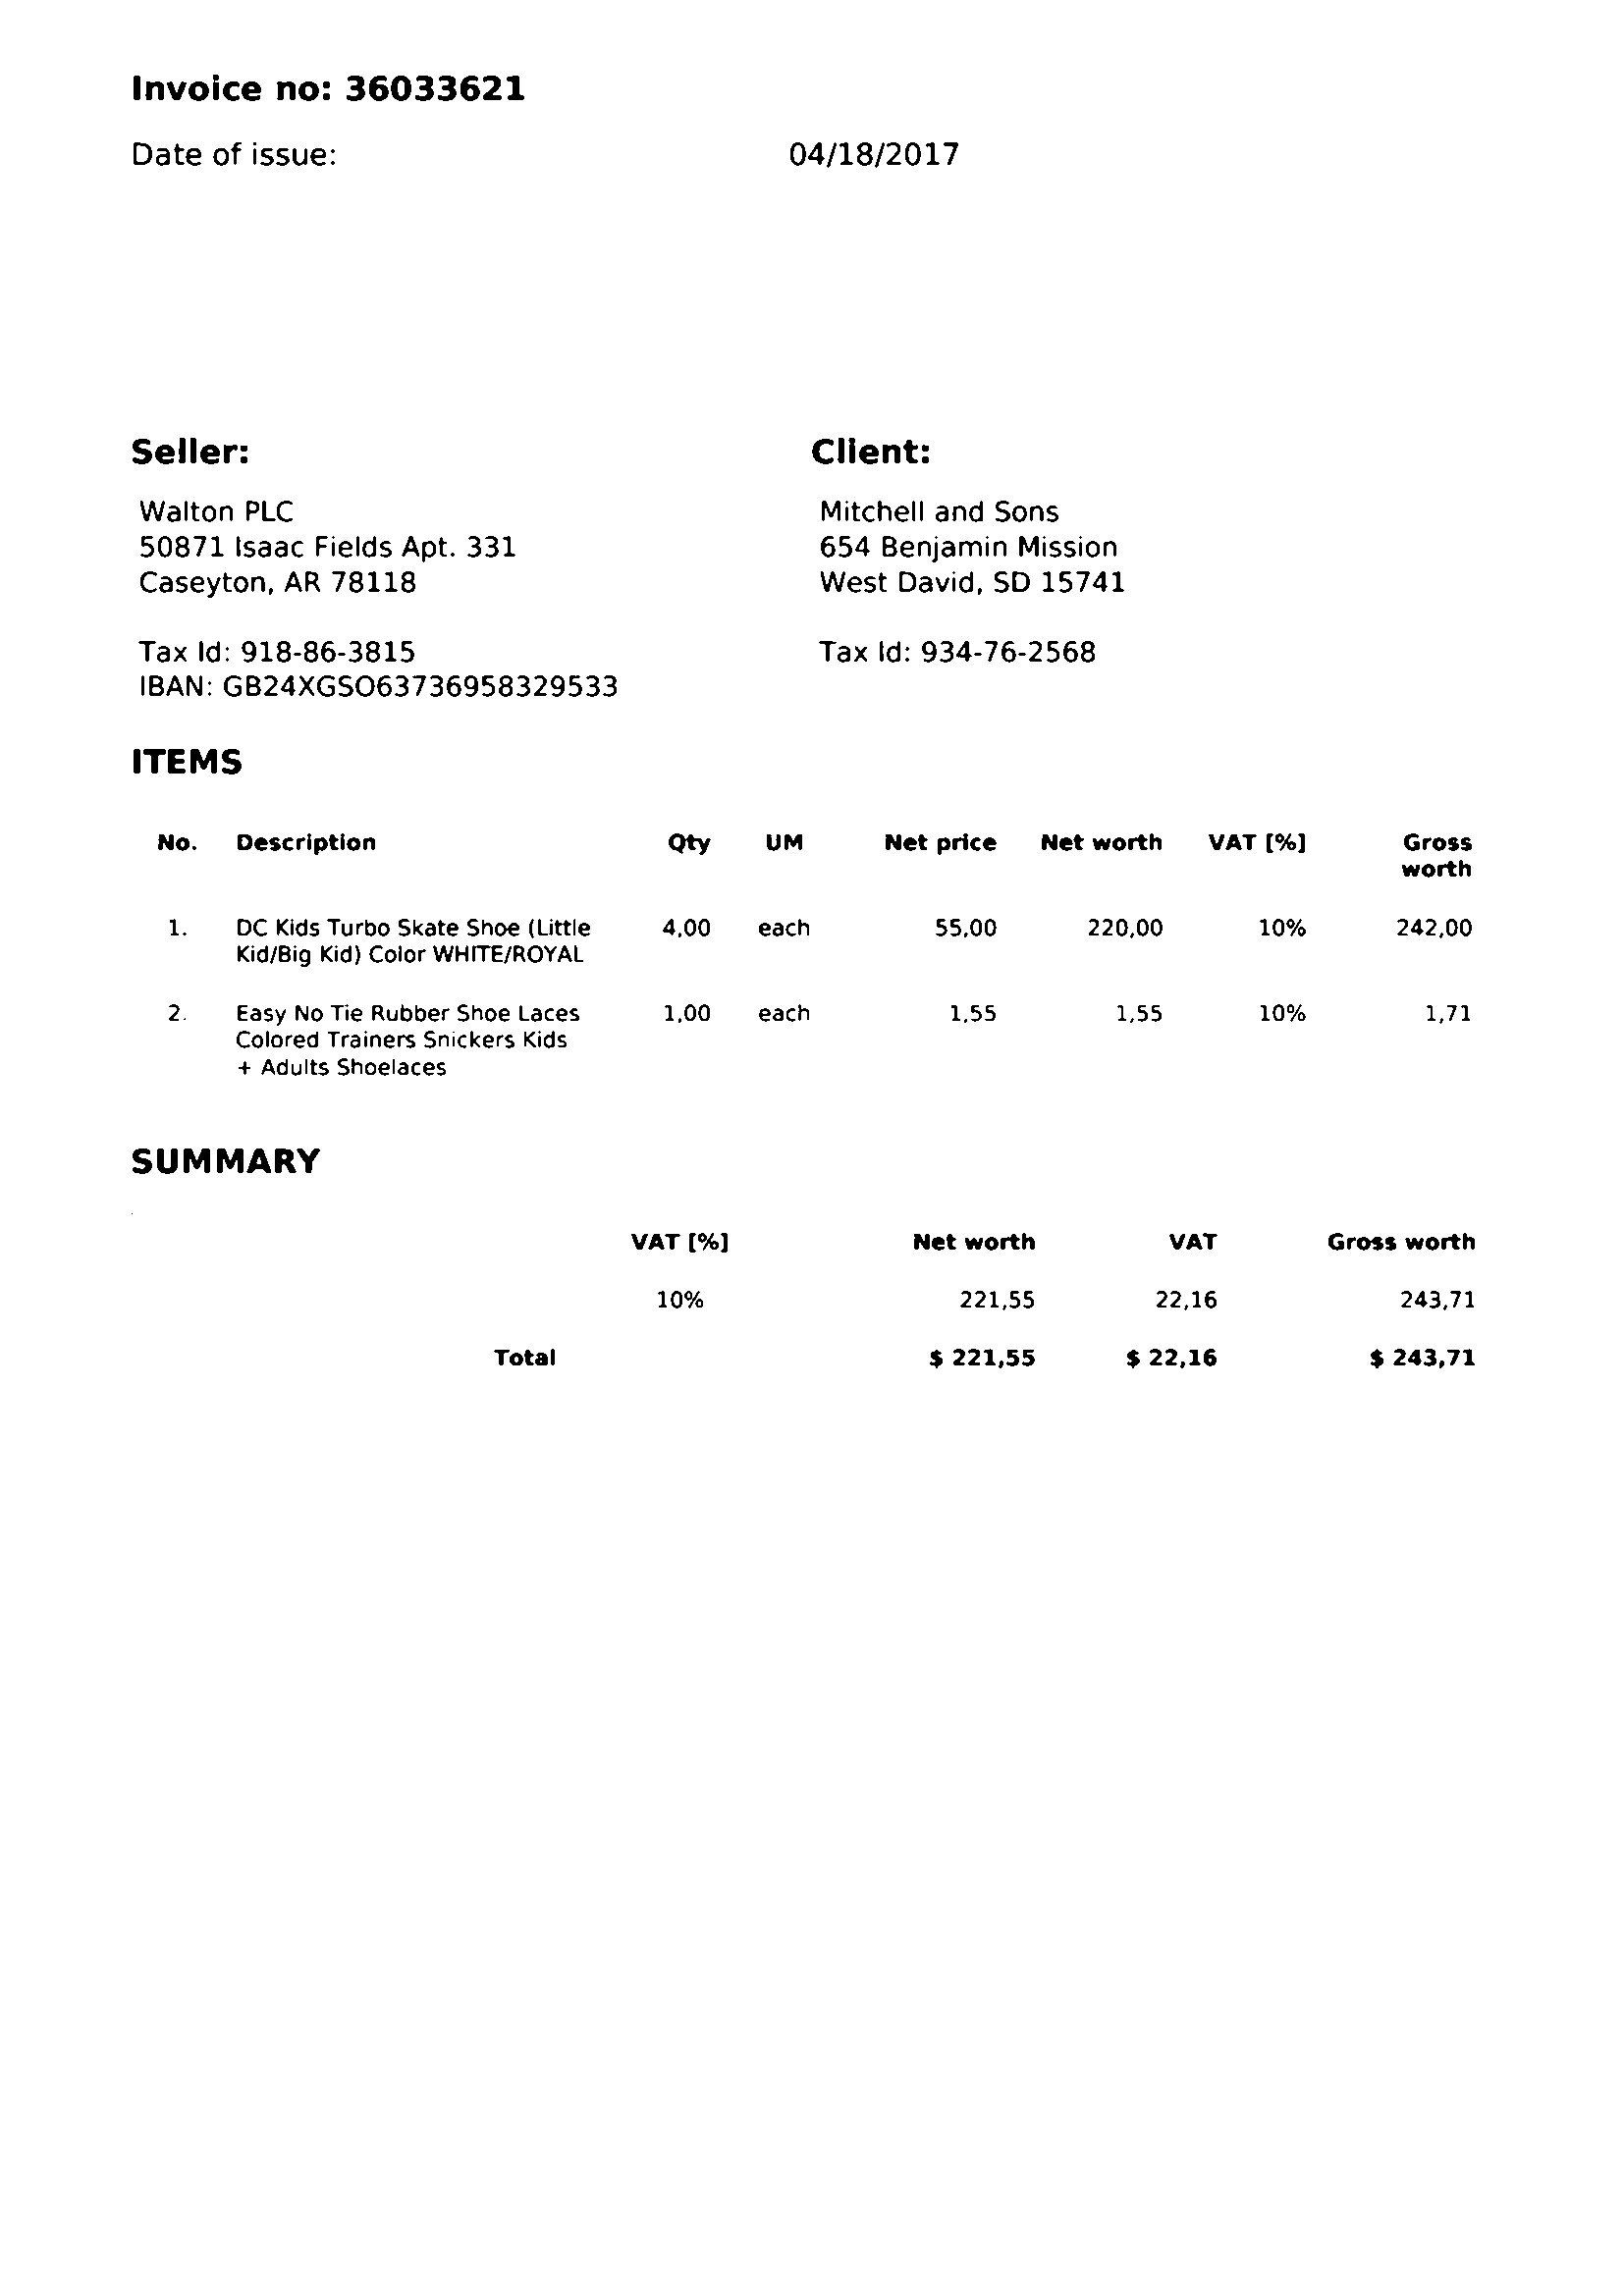 Invoice no: 36033621
Date of issue: 04/18/2017
Seller: Client:
Walton PLC Mitchell and Sons
50871 Isaac Fields Apt. 331 654 Benjamin Mission
Caseyton, AR 78118 West David, SD 15741
Tax Id: 918-86-3815 Tax Id: 934-76-2568
IBAN: GB24XGSO63736958329533
ITEMS
No. Description Qty UM Net price Net worth VAT [%] Gross
worth
1. DC Kids Turbo Skate Shoe (Little 4,00 each 55,00 220,00 10% 242,00
Kid/Big Kid) Color WHITE/ROYAL
2. Easy No Tie Rubber Shoe Laces 1,00 each 1,55 1,55 10% 1,71
Colored Trainers Snickers Kids
+ Adults Shoelaces
SUMMARY
VAT [%] Net worth VAT Gross worth
10% 221,55 22,16 243,71
Total $ 221,55 $ 22,16 $ 243,71